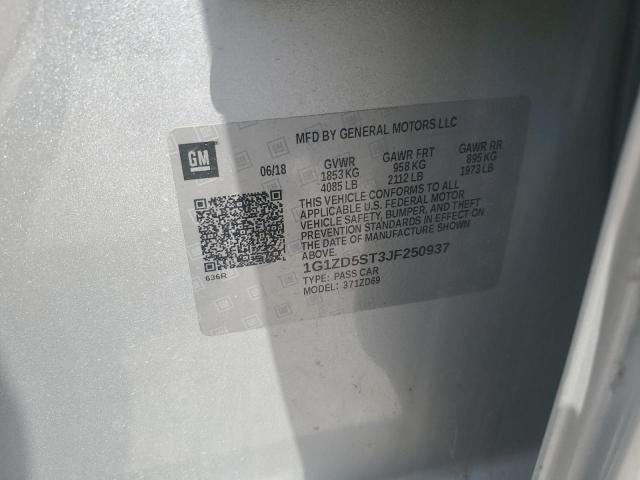 MFD BY GENERAL MOTORS LLC
GM
06/18 GVWR GAWR FRT GAWR RR
1853 KG 958 KG 895 KG
4085 LB 2112 LB 1973 LB
THIS VEHICLE CONFORMS TO ALL
APPLICABLE U.S. FEDERAL MOTOR
VEHICLE SAFETY, BUMPER, AND THEFT
PREVENTION STANDARDS IN EFFECT ON
THE DATE OF MANUFACTURE SHOWN
ABOVE.
1G1ZD5ST3JF250937
TYPE: PASS CAR
MODEL: 371ZD69
636R